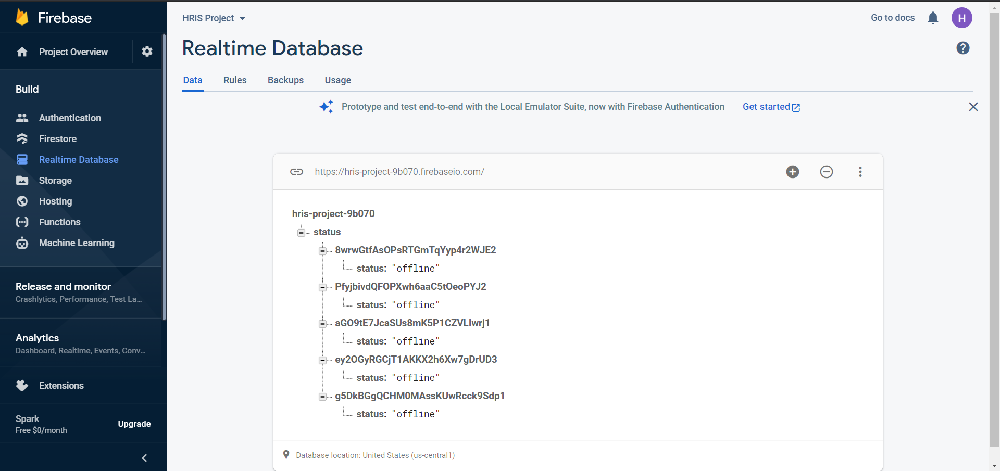 Firebase
Project Overview
Build
Authentication
Firestore
Realtime Database
Storage
Hosting
Functions
Machine Learning
Release and monitor
Crashlytics, Performance, Test La...
Analytics
Dashboard, Realtime, Events, Conv...
Extensions
Spark
Free $0/month
Upgrade
HRIS Project
Go to docs
H
Realtime Database
?
Data Rules Backups Usage
Prototype and test end-to-end with the Local Emulator Suite, now with Firebase Authentication Get started
https://hris-project-9b070.firebaseio.com/
hris-project-9b070
status
8wrwGtfAsOPsRTGmTqYyp4r2WJE2
status: "offline"
PfyjbivdQFOPXwh6aaC5tOeoPYJ2
status: "offline"
aGO9tE7JcaSUs8mK5P1CZVLIwrj1
status: "offline"
ey2OGyRGCjT1AKKX2h6Xw7gDrUD3
status: "offline"
g5DkBGgQCHM0MAssKUwRcck9Sdp1
status: "offline"
Database location: United States (us-central1)